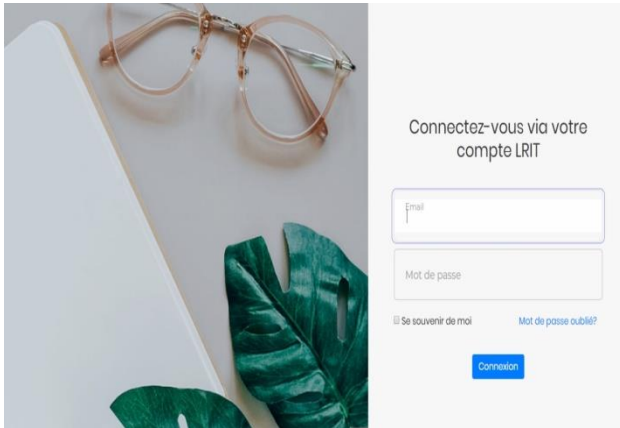 Connectez-vous via votre
compte LRIT
Email
Mot de passe
Se souvenir de moi
Mot de passe oublié?
Connexion